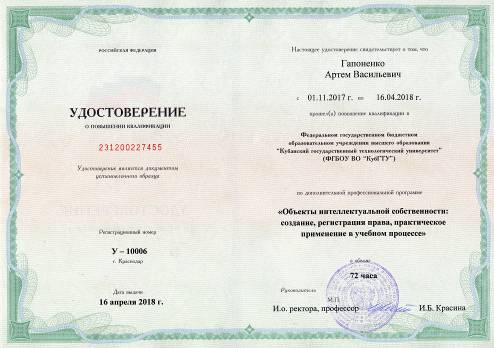 РОССИЙСКАЯ ФЕДЕРАЦИЯ
УДОСТОВЕРЕНИЕ
О ПОВЫШЕНИИ КВАЛИФИКАЦИИ
231200227455
Удостоверение является документом
установленного образца
Регистрационный номер
У – 10006
г. Краснодар
Дата выдачи
16 апреля 2018 г.
Настоящее удостоверение свидетельствует о том, что
Гапоненко
Артем Васильевич
с 01.11.2017 г. по 16.04.2018 г.
прошел(а) повышение квалификации в
Федеральном государственном бюджетном
образовательном учреждении высшего образования
"Кубанский государственный технологический университет"
(ФГБОУ ВО "КубГТУ")
по дополнительной профессиональной программе
«Объекты интеллектуальной собственности:
создание, регистрация права, практическое
применение в учебном процессе»
в объёме
72 часа
Руководитель
М.П.
И.о. ректора, профессор И.Б. Красина